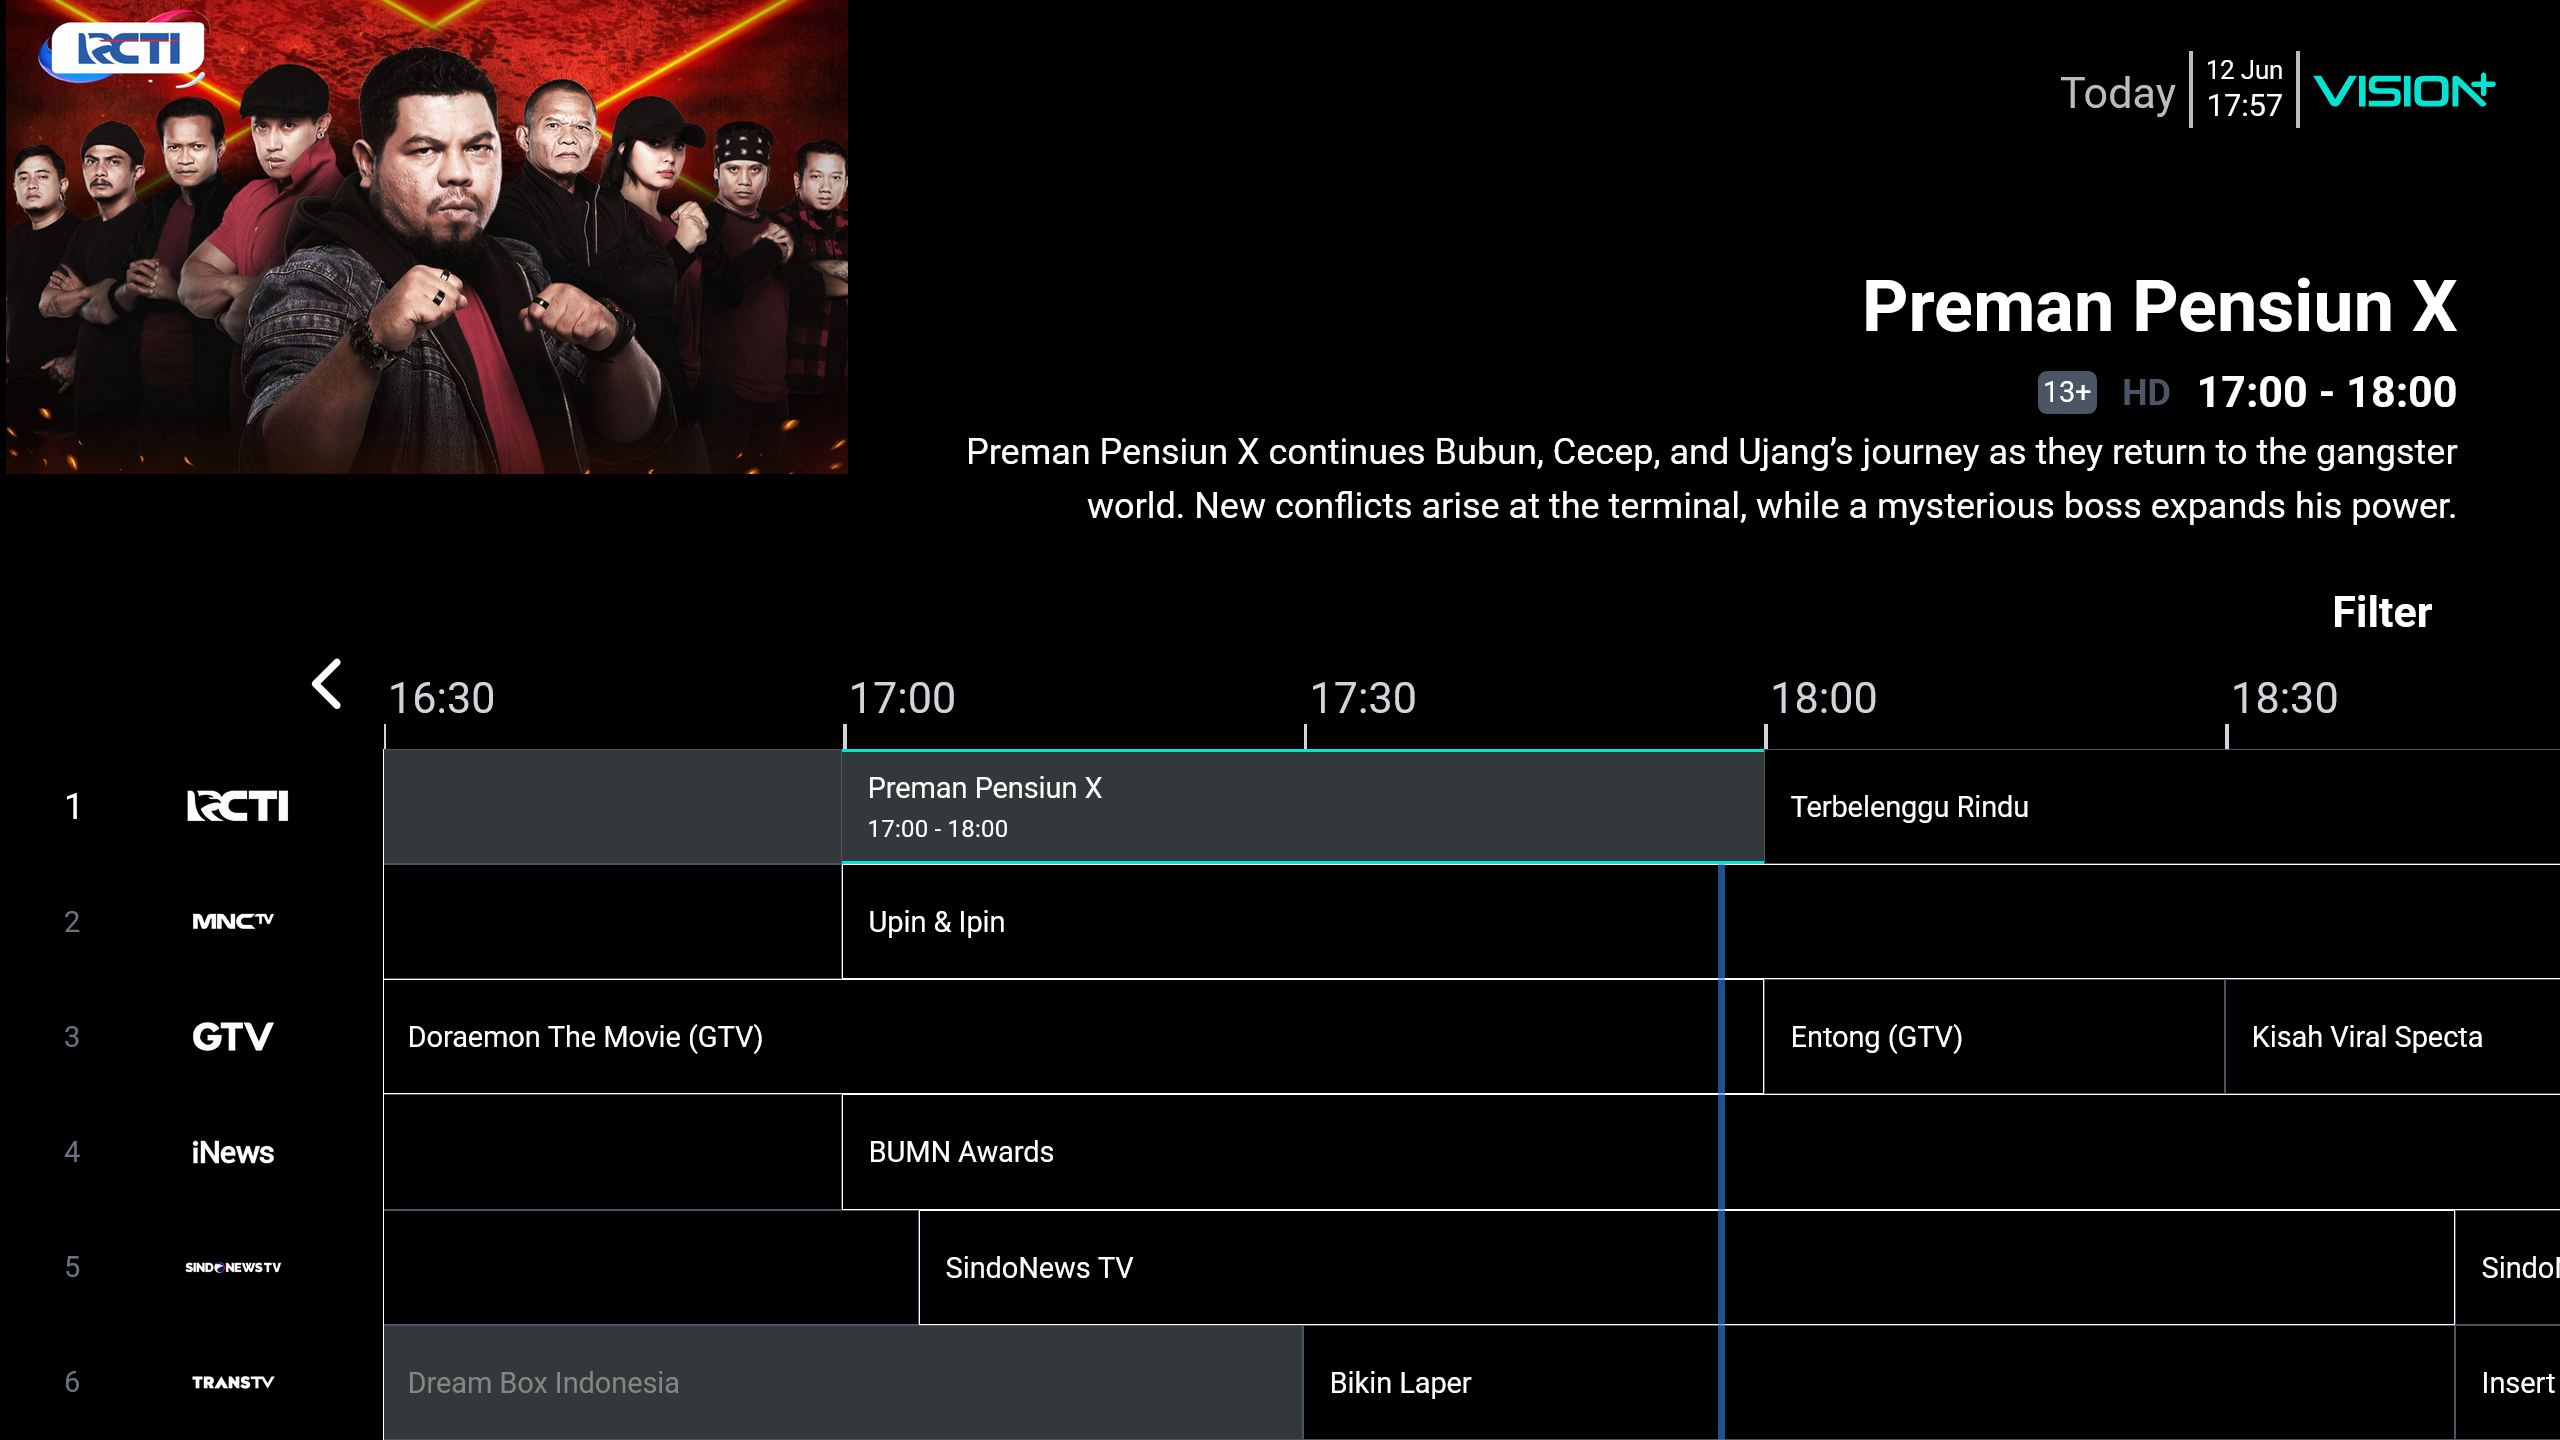 RCTI
Today
12 Jun
17:57
VISION+
Preman Pensiun X
13+ HD 17:00 - 18:00
Preman Pensiun X continues Bubun, Cecep, and Ujang’s journey as they return to the gangster
world. New conflicts arise at the terminal, while a mysterious boss expands his power.
Filter
16:30 17:00 17:30 18:00 18:30
1 RCTI Preman Pensiun X Terbelenggu Rindu
17:00 - 18:00
2 MNCTV Upin & Ipin
3 GTV Doraemon The Movie (GTV) Entong (GTV) Kisah Viral Specta
4 iNews BUMN Awards
5 SINDONEWSTV SindoNews TV Sindo
6 TRANSTV Dream Box Indonesia Bikin Laper Insert